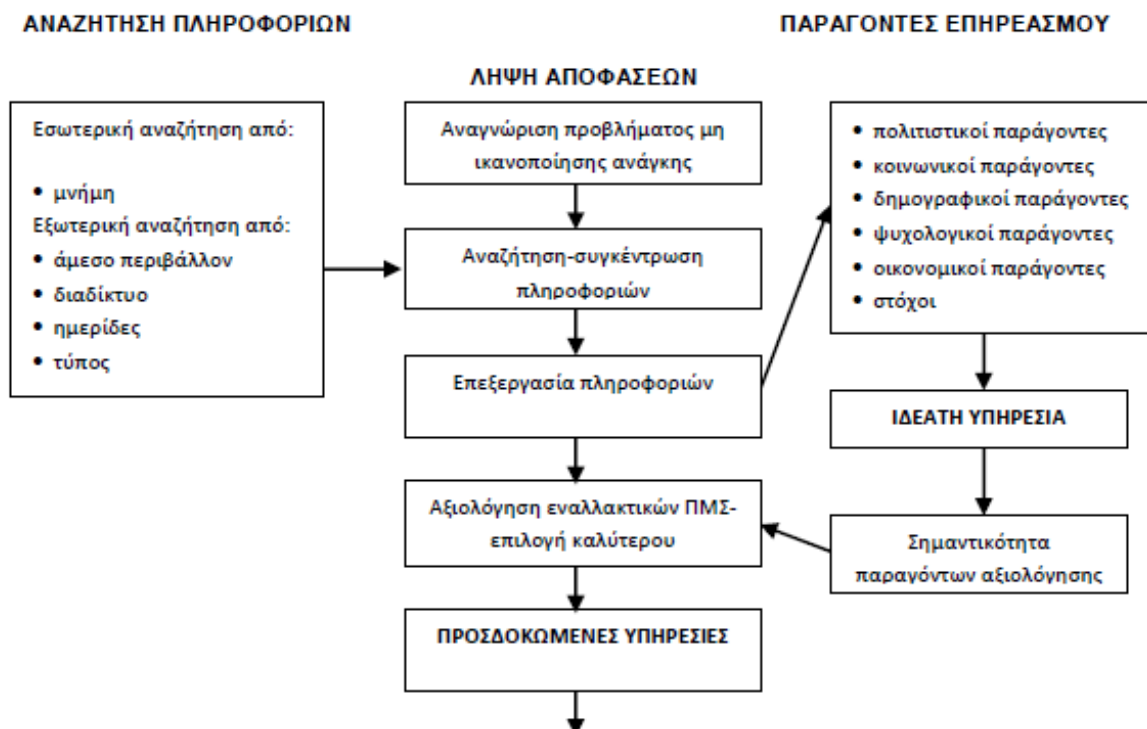 ΑΝΑΖΗΤΗΣΗ ΠΛΗΡΟΦΟΡΙΩΝ
ΠΑΡΑΓΟΝΤΕΣ ΕΠΗΡΕΑΣΜΟΥ
ΛΗΨΗ ΑΠΟΦΑΣΕΩΝ
Εσωτερική αναζήτηση από:
• μνήμη
Εξωτερική αναζήτηση από:
• άμεσο περιβάλλον
• διαδίκτυο
• ημερίδες
• τύπος
Αναγνώριση προβλήματος μη
ικανοποίησης ανάγκης
Αναζήτηση-συγκέντρωση
πληροφοριών
Επεξεργασία πληροφοριών
Αξιολόγηση εναλλακτικών ΠΜΣ-
επιλογή καλύτερου
ΠΡΟΣΔΟΚΩΜΕΝΕΣ ΥΠΗΡΕΣΙΕΣ
• πολιτιστικοί παράγοντες
• κοινωνικοί παράγοντες
• δημογραφικοί παράγοντες
• ψυχολογικοί παράγοντες
• οικονομικοί παράγοντες
• στόχοι
ΙΔΕΑΤΗ ΥΠΗΡΕΣΙΑ
Σημαντικότητα
παραγόντων αξιολόγησης